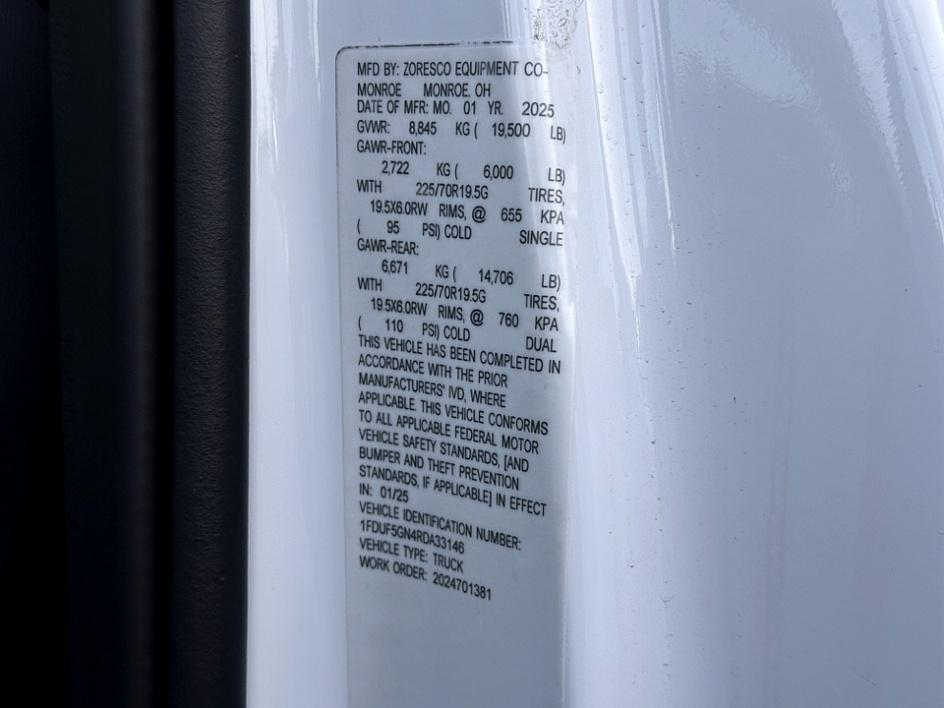 MFD BY: ZORESCO EQUIPMENT CO-
MONROE MONROE, OH
DATE OF MFR: MO. 01 YR. 2025
GVWR: 8,845 KG ( 19,500 LB)
GAWR-FRONT:
2,722 KG ( 6,000 LB)
WITH 225/70R19.5G TIRES,
19.5X6.0RW RIMS, @ 655 KPA
( 95 PSI) COLD SINGLE
GAWR-REAR:
6,671 KG ( 14,706 LB)
WITH 225/70R19.5G TIRES,
19.5X6.0RW RIMS, @ 760 KPA
( 110 PSI) COLD DUAL
THIS VEHICLE HAS BEEN COMPLETED IN
ACCORDANCE WITH THE PRIOR
MANUFACTURERS' IVD, WHERE
APPLICABLE. THIS VEHICLE CONFORMS
TO ALL APPLICABLE FEDERAL MOTOR
VEHICLE SAFETY STANDARDS, [AND
BUMPER AND THEFT PREVENTION
STANDARDS, IF APPLICABLE] IN EFFECT
IN: 01/25
VEHICLE IDENTIFICATION NUMBER:
1FDUF5GN4RDA33146
VEHICLE TYPE: TRUCK
WORK ORDER: 2024701381